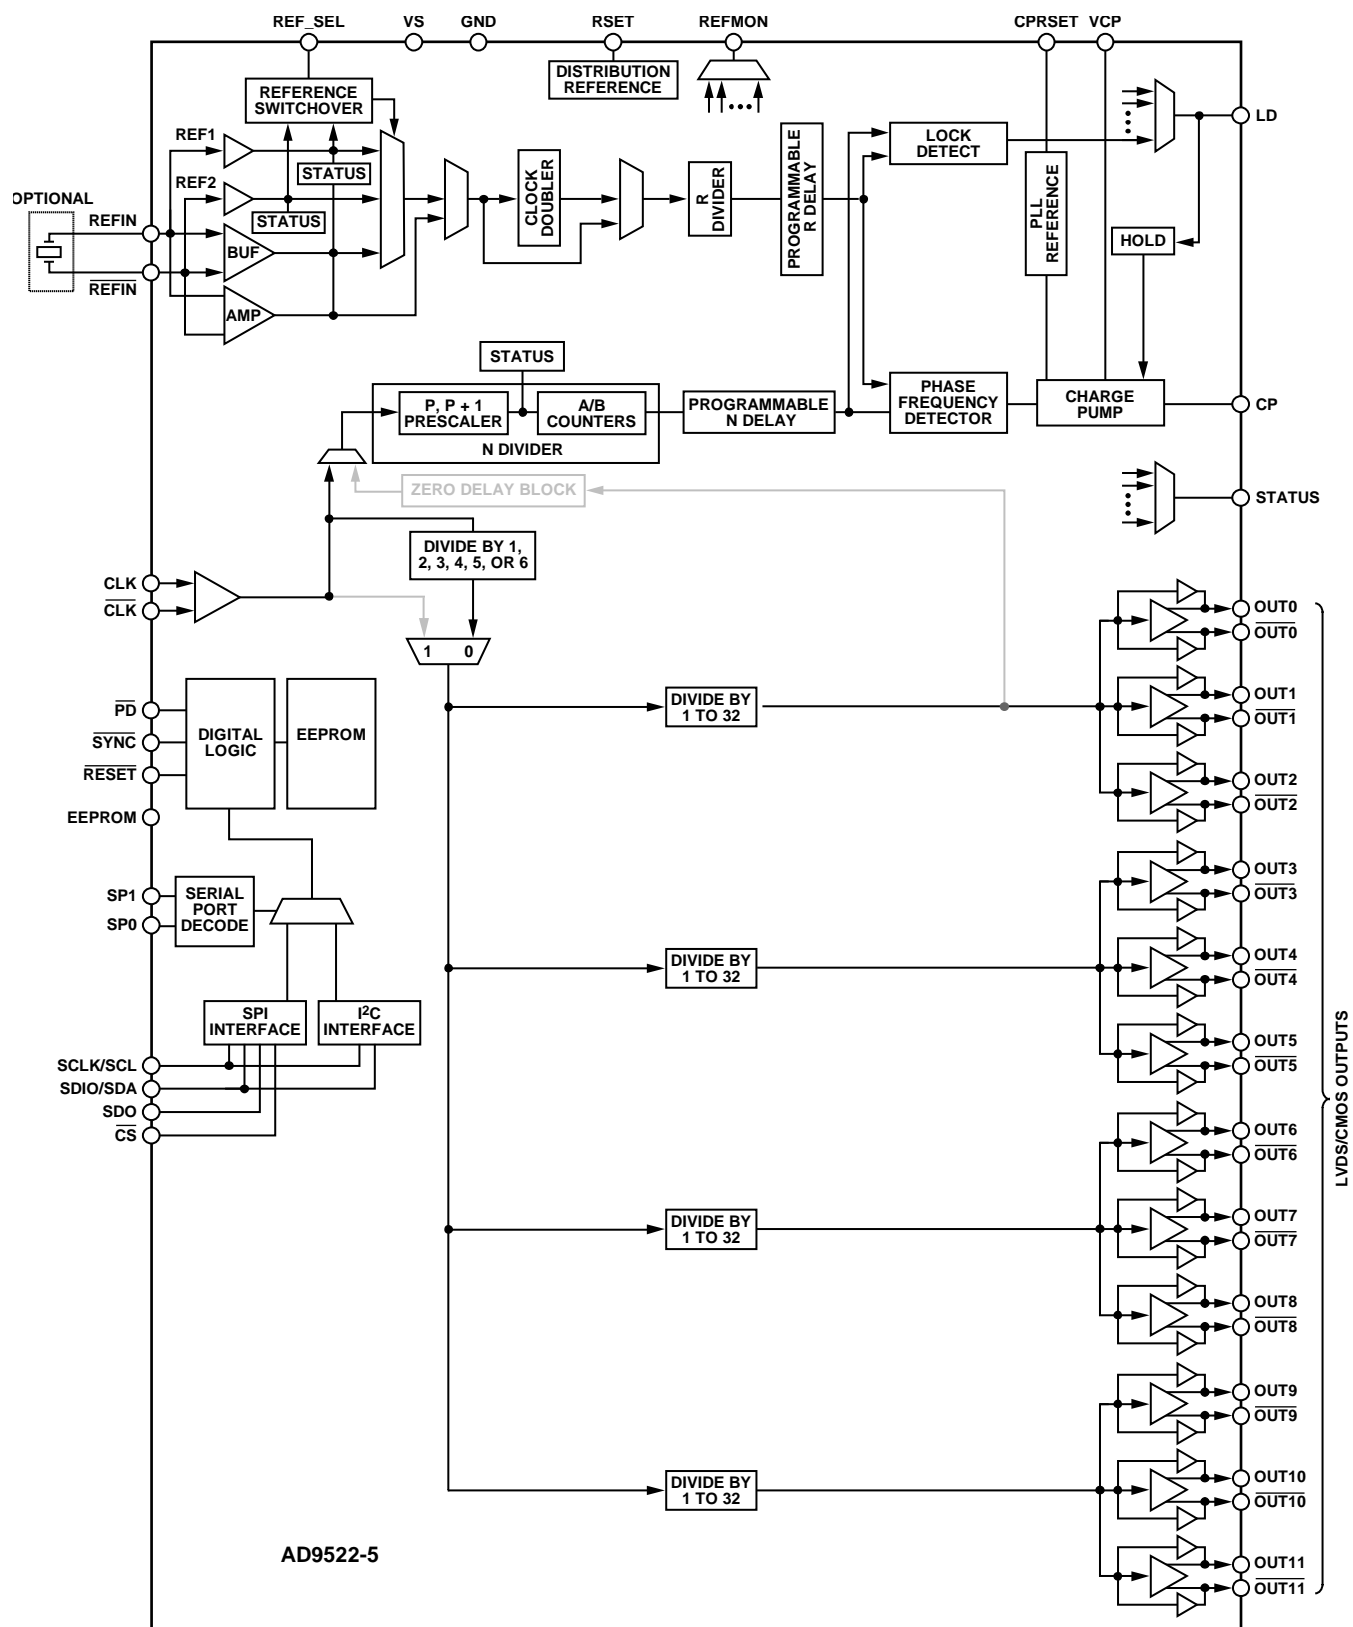 REF_SEL VS GND RSET REFMON CPRSET VCP
DISTRIBUTION
REFERENCE
REFERENCE
SWITCHOVER
REF1
REF2
STATUS
STATUS
OPTIONAL
REFIN
REFIN
BUF
AMP
CLOCK
DOUBLER
R
DIVIDER
PROGRAMMABLE
R DELAY
LOCK
DETECT
PLL
REFERENCE
HOLD
LD
STATUS
P, P + 1
PRESCALER
A/B
COUNTERS
N DIVIDER
PROGRAMMABLE
N DELAY
PHASE
FREQUENCY
DETECTOR
CHARGE
PUMP
CP
ZERO DELAY BLOCK
STATUS
DIVIDE BY 1,
2, 3, 4, 5, OR 6
CLK
CLK
1 0
PD
SYNC
RESET
EEPROM
DIGITAL
LOGIC
EEPROM
SP1
SP0
SERIAL
PORT
DECODE
SPI
INTERFACE
I2C
INTERFACE
SCLK/SCL
SDIO/SDA
SDO
CS
DIVIDE BY
1 TO 32
DIVIDE BY
1 TO 32
DIVIDE BY
1 TO 32
DIVIDE BY
1 TO 32
OUT0
OUT0
OUT1
OUT1
OUT2
OUT2
OUT3
OUT3
OUT4
OUT4
OUT5
OUT5
OUT6
OUT6
OUT7
OUT7
OUT8
OUT8
OUT9
OUT9
OUT10
OUT10
OUT11
OUT11
LVDS/CMOS OUTPUTS
AD9522-5